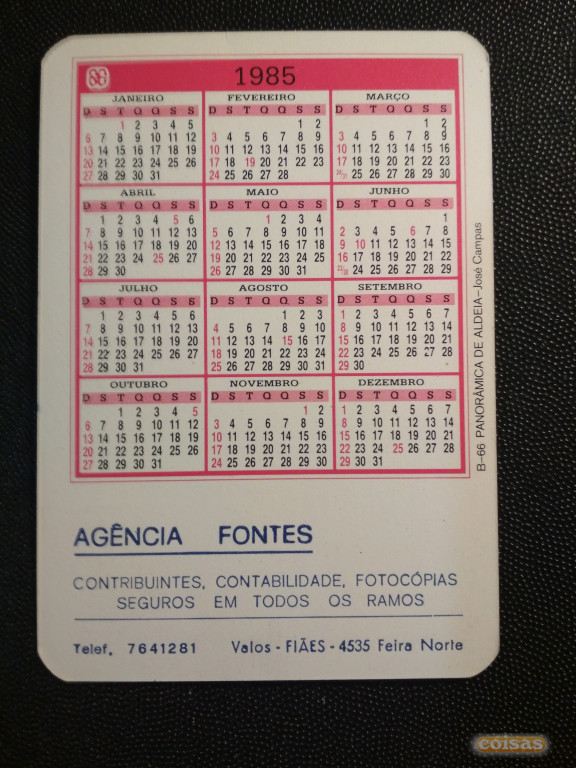 1985
JANEIRO
D S T Q Q S S
1 2 3 4 5
6 7 8 9 10 11 12
13 14 15 16 17 18 19
20 21 22 23 24 25 26
27 28 29 30 31
FEVEREIRO
D S T Q Q S S
1 2
3 4 5 6 7 8 9
10 11 12 13 14 15 16
17 18 19 20 21 22 23
24 25 26 27 28
MARÇO
D S T Q Q S S
1 2
3 4 5 6 7 8 9
10 11 12 13 14 15 16
17 18 19 20 21 22 23
24/31 25 26 27 28 29 30
ABRIL
D S T Q Q S S
1 2 3 4 5 6
7 8 9 10 11 12 13
14 15 16 17 18 19 20
21 22 23 24 25 26 27
28 29 30
MAIO
D S T Q Q S S
1 2 3 4
5 6 7 8 9 10 11
12 13 14 15 16 17 18
19 20 21 22 23 24 25
26 27 28 29 30 31
JUNHO
D S T Q Q S S
1
2 3 4 5 6 7 8
9 10 11 12 13 14 15
16 17 18 19 20 21 22
23/30 24 25 26 27 28 29
JULHO
D S T Q Q S S
1 2 3 4 5 6
7 8 9 10 11 12 13
14 15 16 17 18 19 20
21 22 23 24 25 26 27
28 29 30 31
AGOSTO
D S T Q Q S S
1 2 3
4 5 6 7 8 9 10
11 12 13 14 15 16 17
18 19 20 21 22 23 24
25 26 27 28 29 30 31
SETEMBRO
D S T Q Q S S
1 2 3 4 5 6 7
8 9 10 11 12 13 14
15 16 17 18 19 20 21
22 23 24 25 26 27 28
29 30
OUTUBRO
D S T Q Q S S
1 2 3 4 5
6 7 8 9 10 11 12
13 14 15 16 17 18 19
20 21 22 23 24 25 26
27 28 29 30 31
NOVEMBRO
D S T Q Q S S
1 2
3 4 5 6 7 8 9
10 11 12 13 14 15 16
17 18 19 20 21 22 23
24 25 26 27 28 29 30
DEZEMBRO
D S T Q Q S S
1 2 3 4 5 6 7
8 9 10 11 12 13 14
15 16 17 18 19 20 21
22 23 24 25 26 27 28
29 30 31
B-66 PANORÂMICA DE ALDEIA-José Campas
AGÊNCIA FONTES
CONTRIBUINTES, CONTABILIDADE, FOTOCÓPIAS
SEGUROS EM TODOS OS RAMOS
Telef. 7641281 Valos - FIÃES - 4535 Feira Norte
coisas